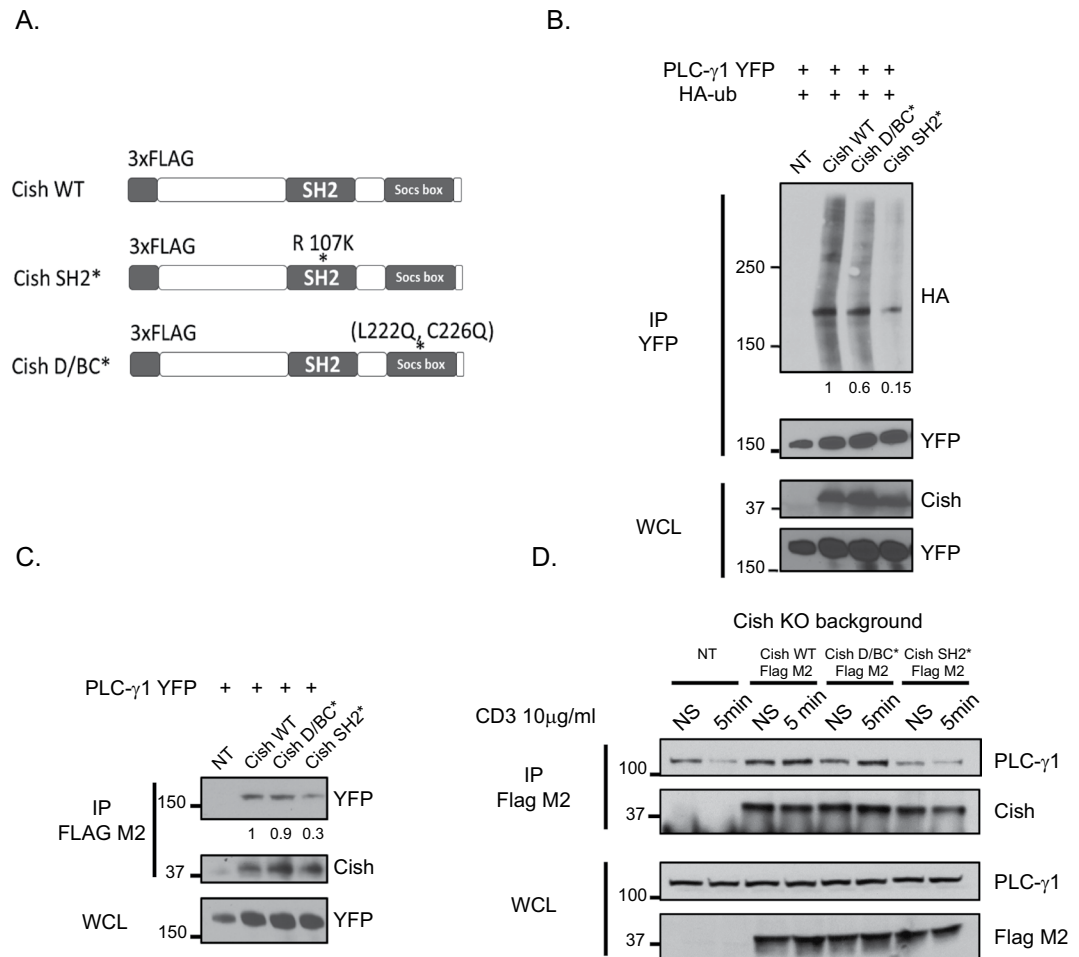 A.
3xFLAG
Cish WT
SH2
Socs box
3xFLAG
R 107K
*
Cish SH2*
SH2
Socs box
3xFLAG
(L222Q, C226Q)
*
Cish D/BC*
SH2
Socs box
B.
PLC-γ1 YFP + + + +
HA-ub + + + +
NT
Cish WT
Cish D/BC*
Cish SH2*
IP
YFP
250
150
HA
1 0.6 0.15
150
YFP
WCL
37
Cish
150
YFP
C.
PLC-γ1 YFP + + + +
NT
Cish WT
Cish D/BC*
Cish SH2*
IP
FLAG M2
150
YFP
1 0.9 0.3
37
Cish
WCL
150
YFP
D.
Cish KO background
NT
Cish WT
Flag M2
Cish D/BC*
Flag M2
Cish SH2*
Flag M2
CD3 10μg/ml
NS 5min NS 5 min NS 5min NS 5min
IP
Flag M2
100
PLC-γ1
37
Cish
WCL
100
PLC-γ1
37
Flag M2